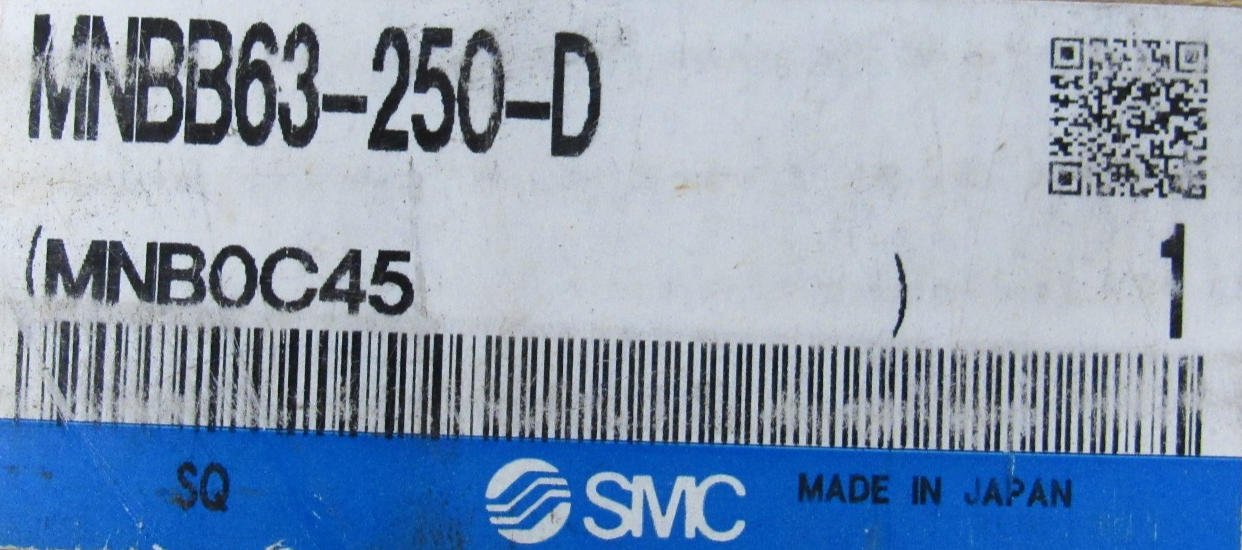 MNBB63-250-D
(MNB0C45 )
1
SQ
SMC
MADE IN JAPAN